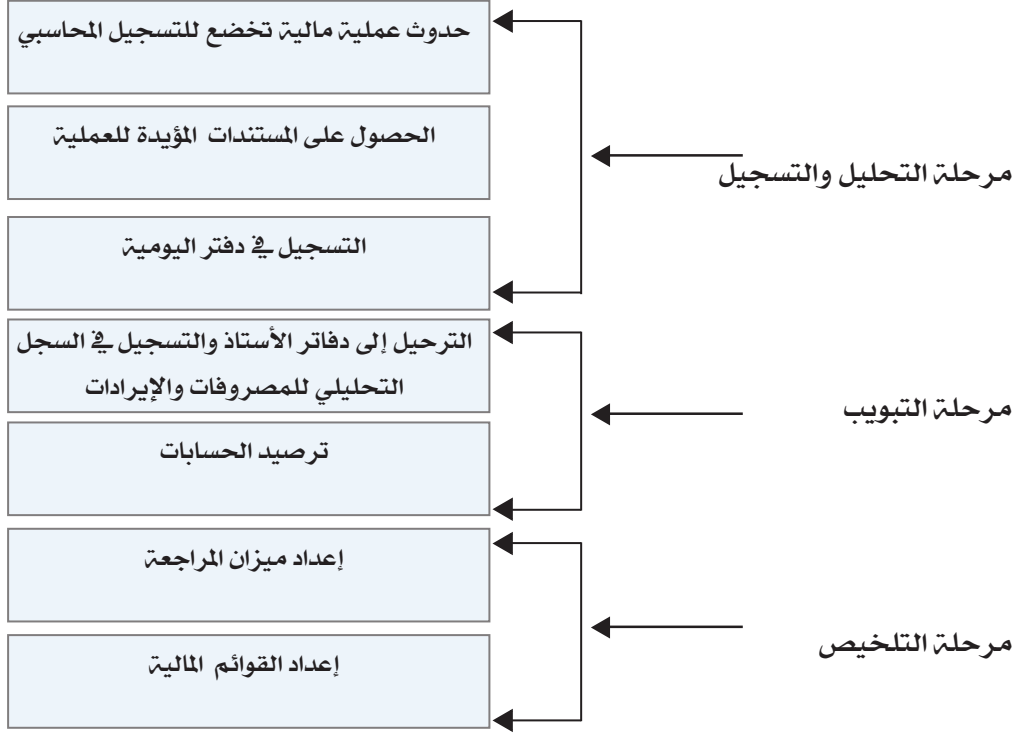 حدوث عملية مالية تخضع للتسجيل المحاسبي
الحصول على المستندات المؤيدة للعملية
مرحلة التحليل والتسجيل
التسجيل في دفتر اليومية
الترحيل إلى دفاتر الأستاذ والتسجيل في السجل
التحليلي للمصروفات والإيرادات
مرحلة التبويب
ترصيد الحسابات
إعداد ميزان المراجعة
مرحلة التلخيص
إعداد القوائم المالية